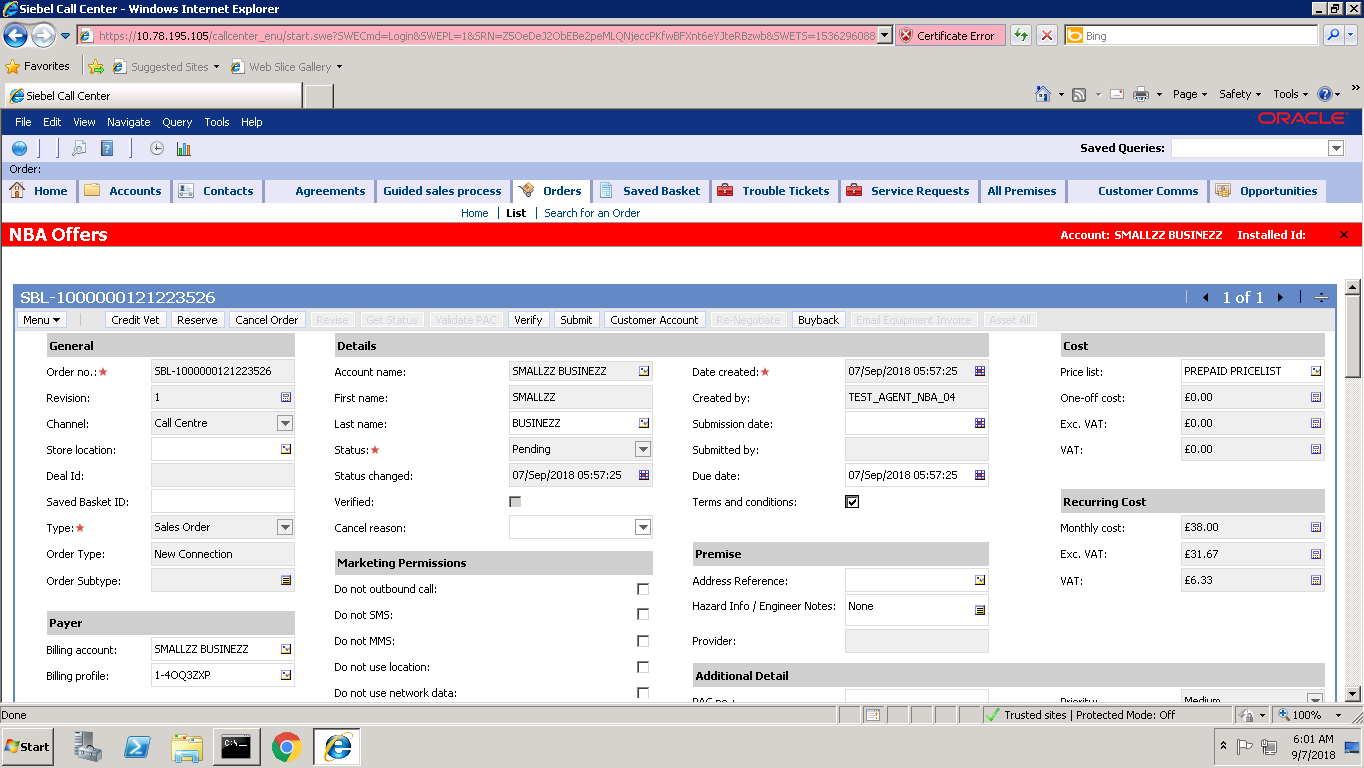 Siebel Call Center - Windows Internet Explorer
https://10.78.195.105/callcenter_enu/start.swe?SWECmd=Login&SWEPL=1&SRN=Z5OeDeJ2ObEBe2peMLQNjeccPKfwBFXnt6eYJteRBzwb&SWETS=1536296088 Certificate Error Bing
Favorites Suggested Sites Web Slice Gallery
Siebel Call Center Page Safety Tools
File Edit View Navigate Query Tools Help ORACLE
Saved Queries:
Order:
Home Accounts Contacts Agreements Guided sales process Orders Saved Basket Trouble Tickets Service Requests All Premises Customer Comms Opportunities
Home List Search for an Order
NBA Offers Account: SMALLZZ BUSINEZZ Installed Id:
SBL-1000000121223526 1 of 1
Menu Credit Vet Reserve Cancel Order Revise Get Status Validate PAC Verify Submit Customer Account Re-Negotiate Buyback Email Equipment Invoice Asset All
General Details Cost
Order no.:★ SBL-1000000121223526 Account name: SMALLZZ BUSINEZZ Date created:★ 07/Sep/2018 05:57:25 Price list: PREPAID PRICELIST
Revision: 1 First name: SMALLZZ Created by: TEST_AGENT_NBA_04 One-off cost: £0.00
Channel: Call Centre Last name: BUSINEZZ Submission date: Exc. VAT: £0.00
Store location: Status:★ Pending Submitted by: VAT: £0.00
Deal Id: Status changed: 07/Sep/2018 05:57:25 Due date: 07/Sep/2018 05:57:25
Saved Basket ID: Verified: Terms and conditions: Recurring Cost
Type:★ Sales Order Cancel reason: Monthly cost: £38.00
Order Type: New Connection Marketing Permissions Premise Exc. VAT: £31.67
Order Subtype: Do not outbound call: Address Reference: VAT: £6.33
Payer Do not SMS: Hazard Info / Engineer Notes: None
Billing account: SMALLZZ BUSINEZZ Do not MMS: Provider:
Billing profile: 1-4OQ3ZXP Do not use location: Additional Detail
Do not use network data: PAC no.: Priority: Medium
Done Trusted sites | Protected Mode: Off 100%
Start 6:01 AM
9/7/2018